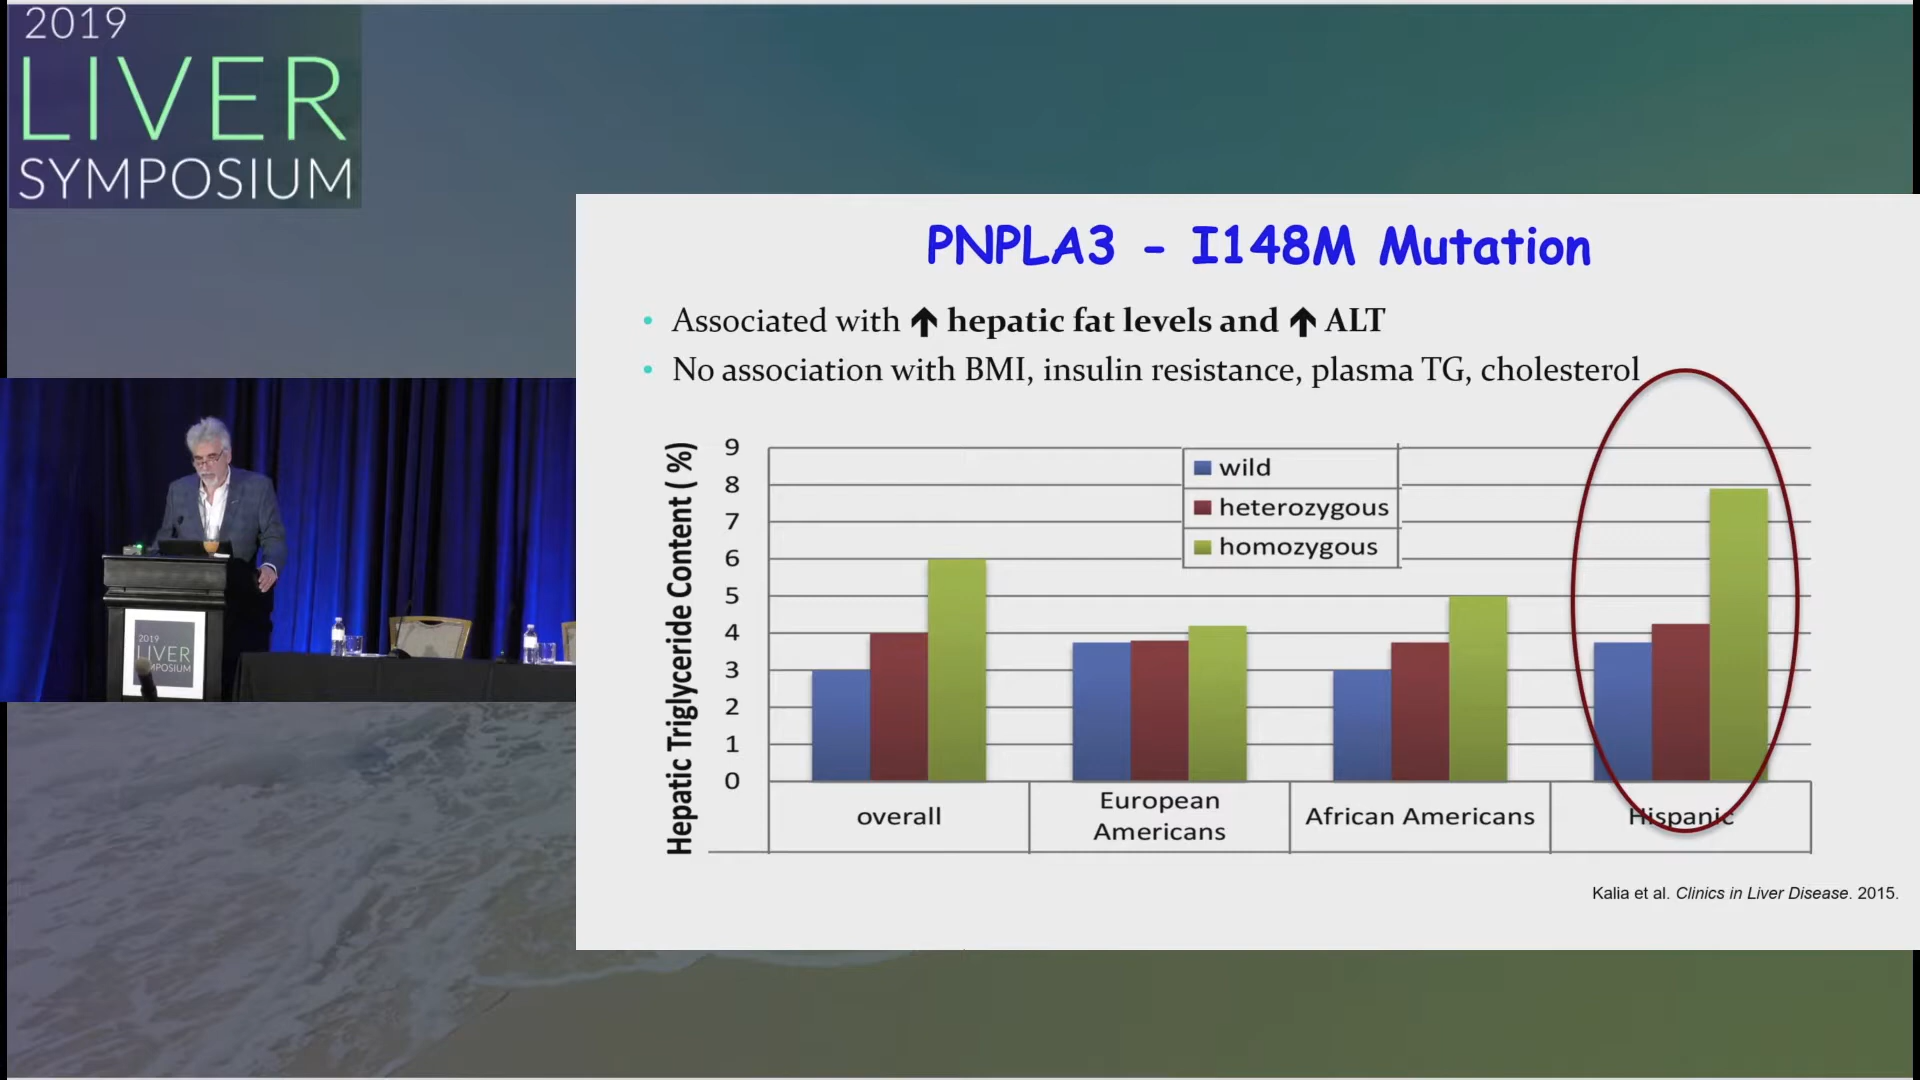 2019
LIVER
SYMPOSIUM
PNPLA3 - I148M Mutation
• Associated with ↑ hepatic fat levels and ↑ ALT
• No association with BMI, insulin resistance, plasma TG, cholesterol
Hepatic Triglyceride Content (%)
9
8
7
6
5
4
3
2
1
0
wild
heterozygous
homozygous
overall
European
Americans
African Americans
Hispanic
Kalia et al. Clinics in Liver Disease. 2015.
2019
LIVER